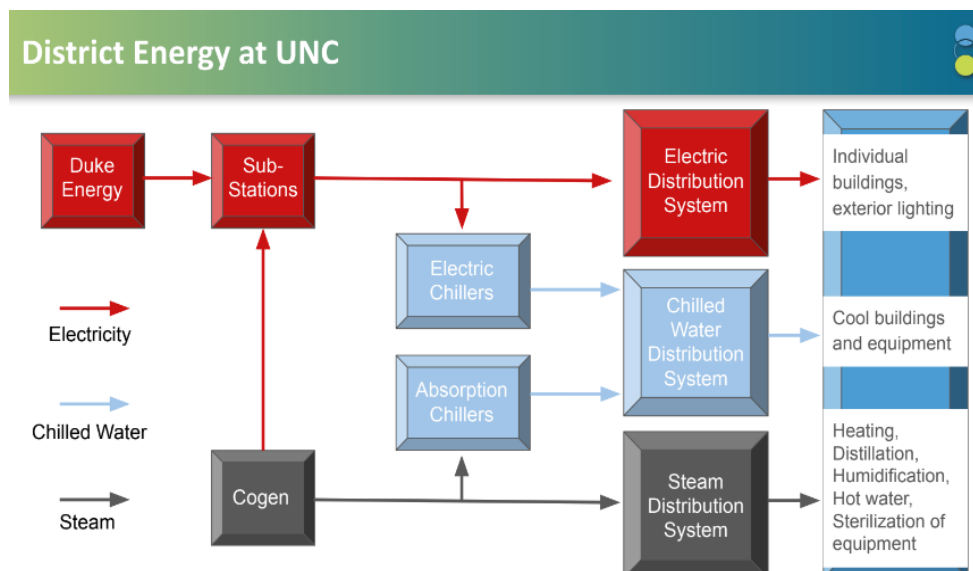 District Energy at UNC
Duke
Energy
Sub-
Stations
Electric
Distribution
System
Individual
buildings,
exterior lighting
Electric
Chillers
Chilled
Water
Distribution
System
Cool buildings
and equipment
Electricity
Absorption
Chillers
Chilled Water
Cogen
Steam
Distribution
System
Heating,
Distillation,
Humidification,
Hot water,
Sterilization of
equipment
Steam